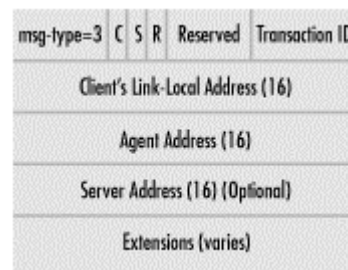 msg-type=3 C S R Reserved Transaction ID
Client's Link-Local Address (16)
Agent Address (16)
Server Address (16) (Optional)
Extensions (varies)